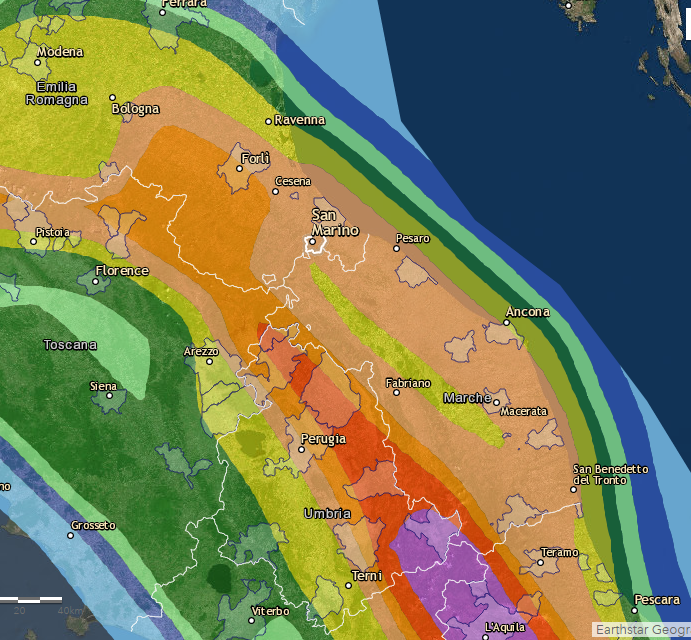 Ferrara
Modena
Emilia
Romagna
Bologna
Ravenna
Forlì
Cesena
San
Marino
Pistoia
Pesaro
Florence
Ancona
Toscana
Arezzo
Siena
Fabriano
Marche
Macerata
Perugia
San Benedetto
del Tronto
no
Grosseto
Umbria
Teramo
Terni
20
40km
Viterbo
Pescara
L'Aquila
Earthstar Geogr